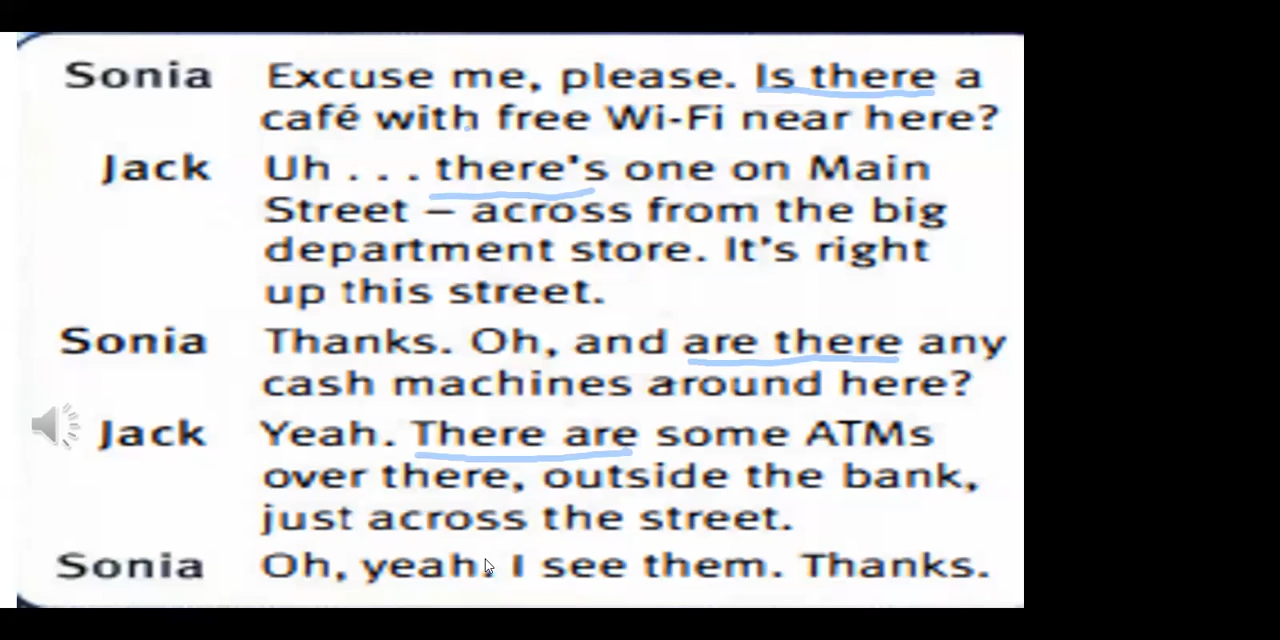 Sonia Excuse me, please. Is there a
café with free Wi-Fi near here?
Jack Uh . . . there's one on Main
Street – across from the big
department store. It's right
up this street.
Sonia Thanks. Oh, and are there any
cash machines around here?
Jack Yeah. There are some ATMs
over there, outside the bank,
just across the street.
Sonia Oh, yeah. I see them. Thanks.